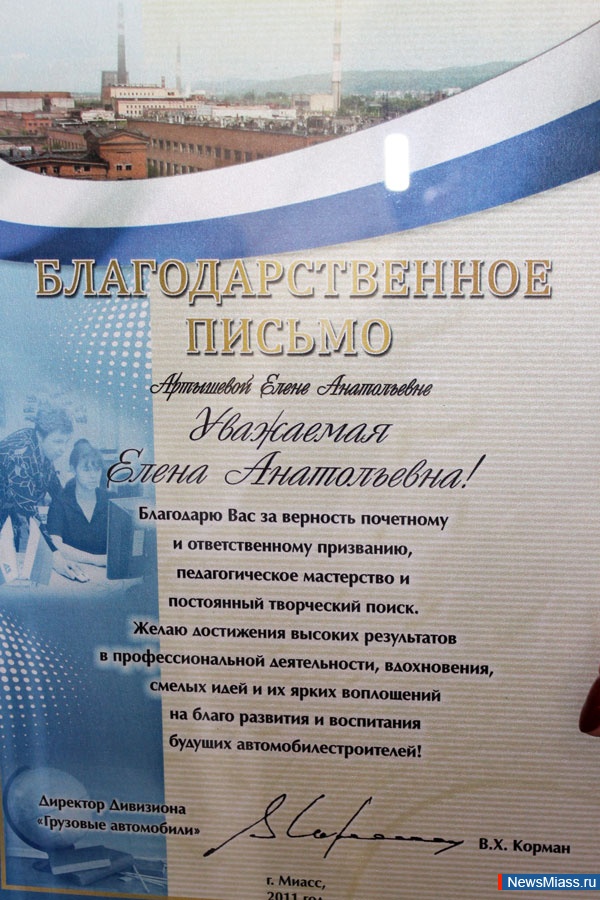 БЛАГОДАРСТВЕННОЕ
ПИСЬМО
Артышевой Елене Анатольевне
Уважаемая
Елена Анатольевна!
Благодарю Вас за верность почетному
и ответственному призванию,
педагогическое мастерство и
постоянный творческий поиск.
Желаю достижения высоких результатов
в профессиональной деятельности, вдохновения,
смелых идей и их ярких воплощений
на благо развития и воспитания
будущих автомобилестроителей!
Директор Дивизиона
«Грузовые автомобили»
В.Х. Корман
г. Миасс,
2011 год
NewsMiass.ru